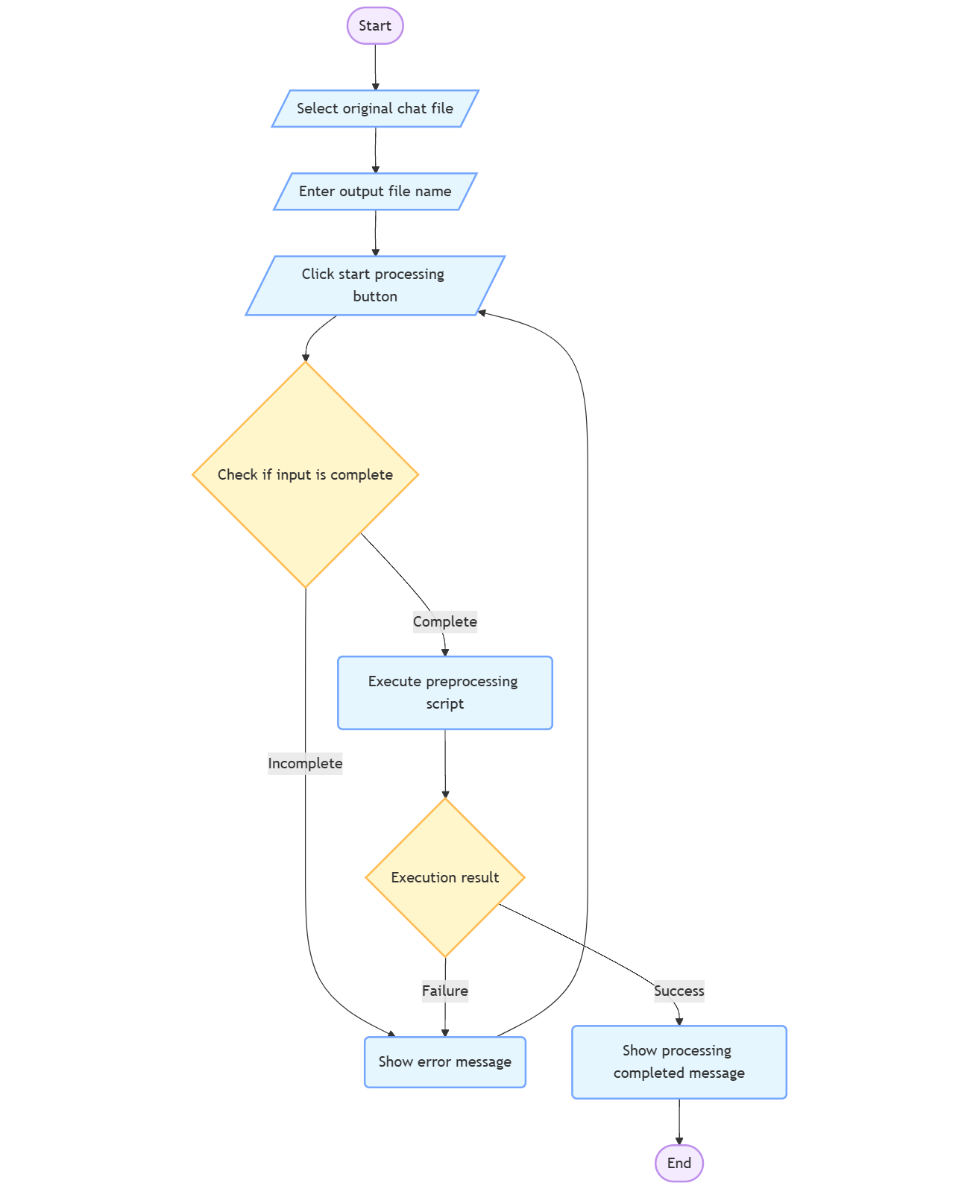 Start
Select original chat file
Enter output file name
Click start processing
button
Check if input is complete
Complete
Execute preprocessing
script
Incomplete
Execution result
Failure
Success
Show error message
Show processing
completed message
End